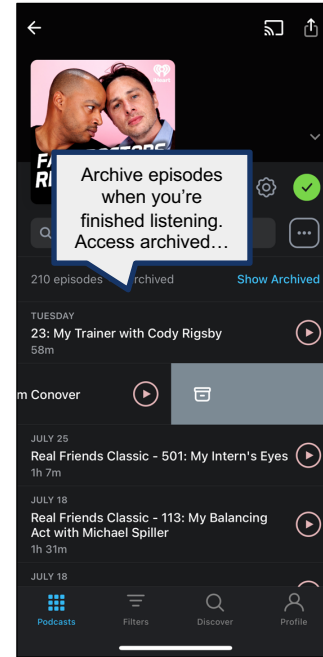 iHeart
FA
R
Archive episodes
when you're
finished listening.
Access archived…
210 episodes
rchived
Show Archived
TUESDAY
23: My Trainer with Cody Rigsby
58m
m Conover
JULY 25
Real Friends Classic - 501: My Intern's Eyes
1h 7m
JULY 18
Real Friends Classic - 113: My Balancing
Act with Michael Spiller
1h 31m
JULY 18
Podcasts
Filters
Discover
Profile